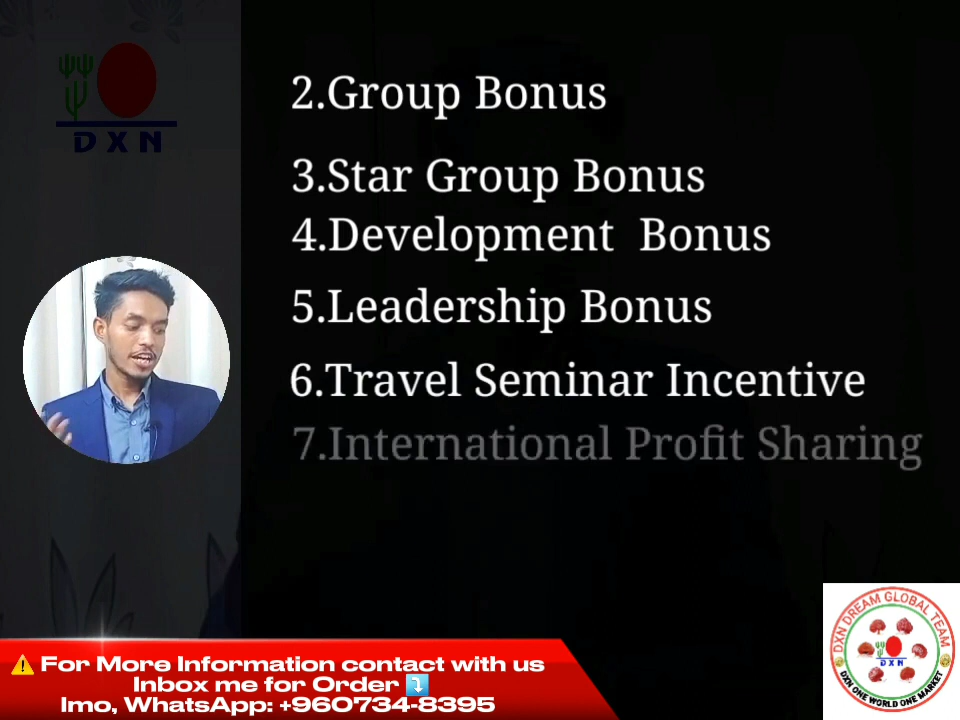 DXN
2.Group Bonus
3.Star Group Bonus
4.Development Bonus
5.Leadership Bonus
6.Travel Seminar Incentive
7.International Profit Sharing
⚠️ For More Information contact with us
Inbox me for Order ⤵️
Imo, WhatsApp: +960734-8395
DXN DREAM GLOBAL TEAM
DXN
DXN ONE WORLD ONE MARKET